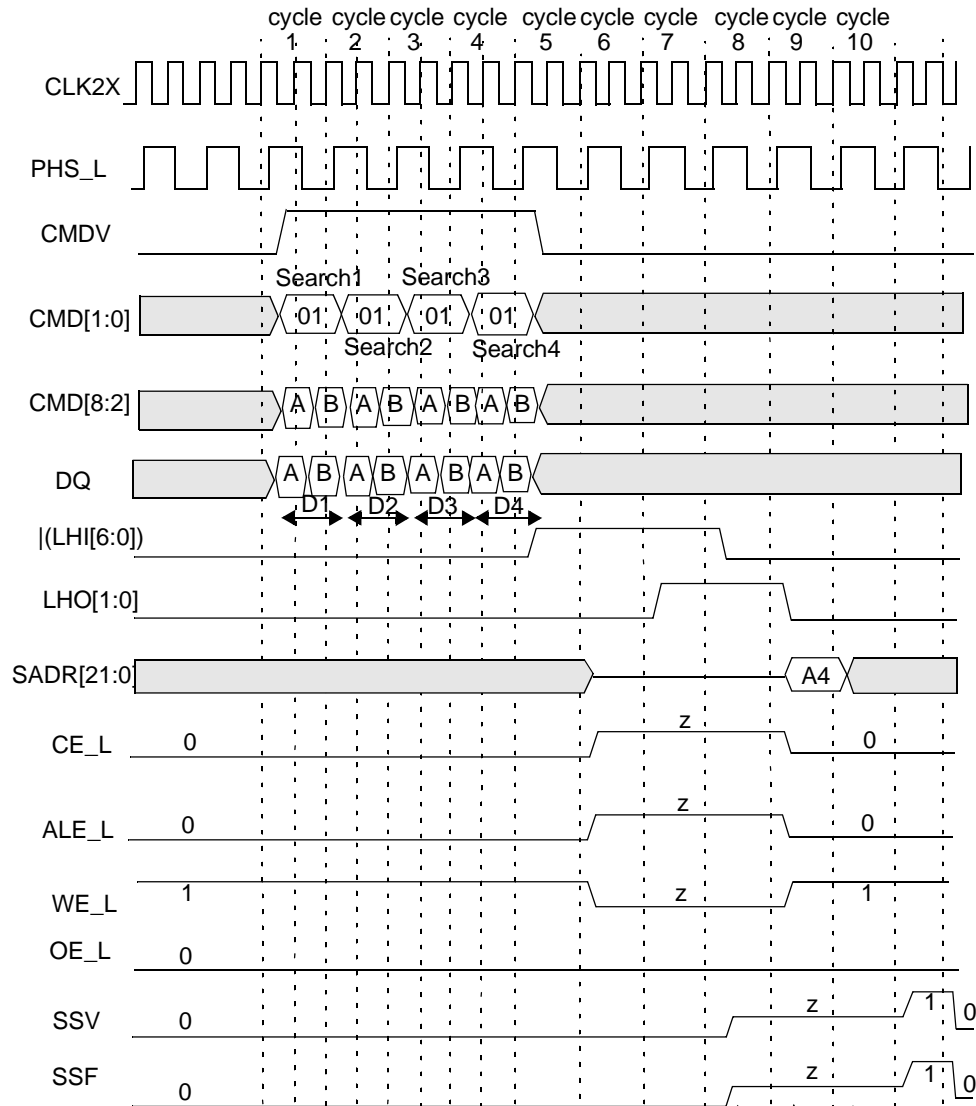 cycle cycle cycle cycle cycle cycle cycle cycle cycle cycle
1 2 3 4 5 6 7 8 9 10
CLK2X
PHS_L
CMDV
Search1 Search3
CMD[1:0] 01 01 01 01
Search2 Search4
CMD[8:2] A B A B A B A B
DQ A B A B A B A B
D1 D2 D3 D4
|(LHI[6:0])
LHO[1:0]
SADR[21:0] A4
CE_L 0 z 0
ALE_L 0 z 0
WE_L 1 z 1
OE_L 0
SSV 0 z 1 0
SSF 0 z 1 0